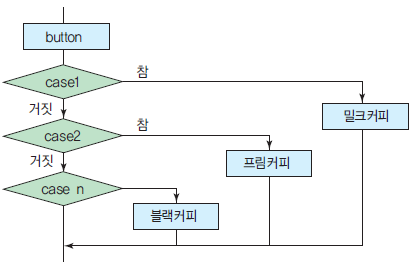 button
case1
참
거짓
밀크커피
case2
참
거짓
프림커피
case n
블랙커피